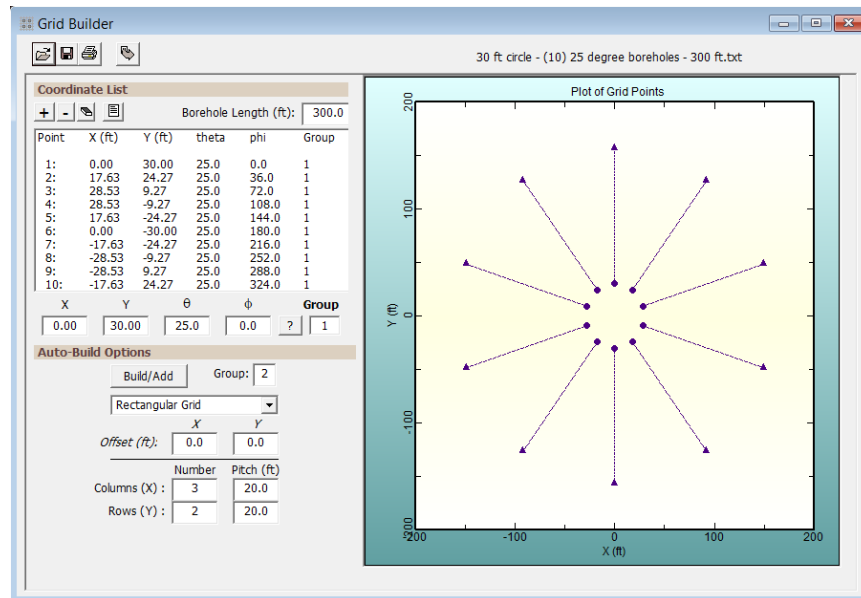 Grid Builder
30 ft circle - (10) 25 degree boreholes - 300 ft.txt
Coordinate List
+ - Borehole Length (ft): 300.0
Point X (ft) Y (ft) theta phi Group
1: 0.00 30.00 25.0 0.0 1
2: 17.63 24.27 25.0 36.0 1
3: 28.53 9.27 25.0 72.0 1
4: 28.53 -9.27 25.0 108.0 1
5: 17.63 -24.27 25.0 144.0 1
6: 0.00 -30.00 25.0 180.0 1
7: -17.63 -24.27 25.0 216.0 1
8: -28.53 -9.27 25.0 252.0 1
9: -28.53 9.27 25.0 288.0 1
10: -17.63 24.27 25.0 324.0 1
X Y θ ϕ Group
0.00 30.00 25.0 0.0 ? 1
Auto-Build Options
Build/Add Group: 2
Rectangular Grid
X Y
Offset (ft): 0.0 0.0
Number Pitch (ft)
Columns (X) : 3 20.0
Rows (Y) : 2 20.0
Plot of Grid Points
200
100
0
-100
-200
Y (ft)
-200 -100 0 100 200
X (ft)